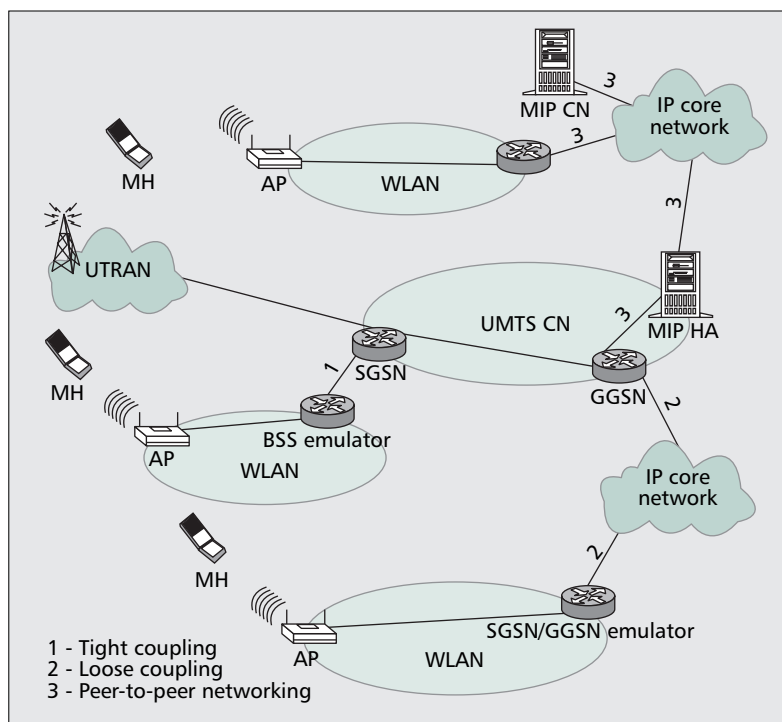 MIP CN
3
IP core
network
3
MH
AP
WLAN
3
UTRAN
UMTS CN
3
MIP HA
SGSN
GGSN
1
2
MH
BSS emulator
AP
WLAN
IP core
network
2
MH
SGSN/GGSN emulator
AP
WLAN
1 - Tight coupling
2 - Loose coupling
3 - Peer-to-peer networking